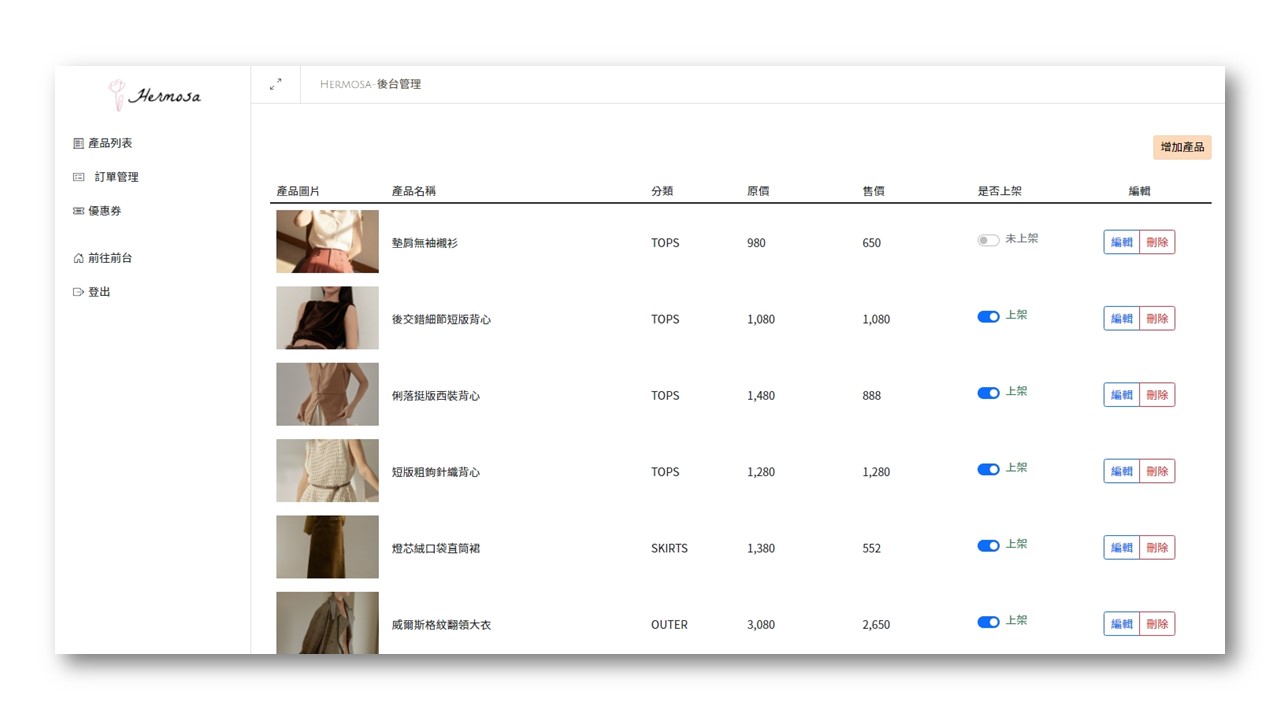 Hermosa
產品列表
訂單管理
優惠券
前往前台
登出
Hermosa-後台管理
增加產品
產品圖片 產品名稱 分類 原價 售價 是否上架 編輯
墊肩無袖襯衫 TOPS 980 650 未上架 編輯 刪除
後交錯細節短版背心 TOPS 1,080 1,080 上架 編輯 刪除
俐落挺版西裝背心 TOPS 1,480 888 上架 編輯 刪除
短版粗鉤針織背心 TOPS 1,280 1,280 上架 編輯 刪除
燈芯絨口袋直筒裙 SKIRTS 1,380 552 上架 編輯 刪除
威爾斯格紋翻領大衣 OUTER 3,080 2,650 上架 編輯 刪除